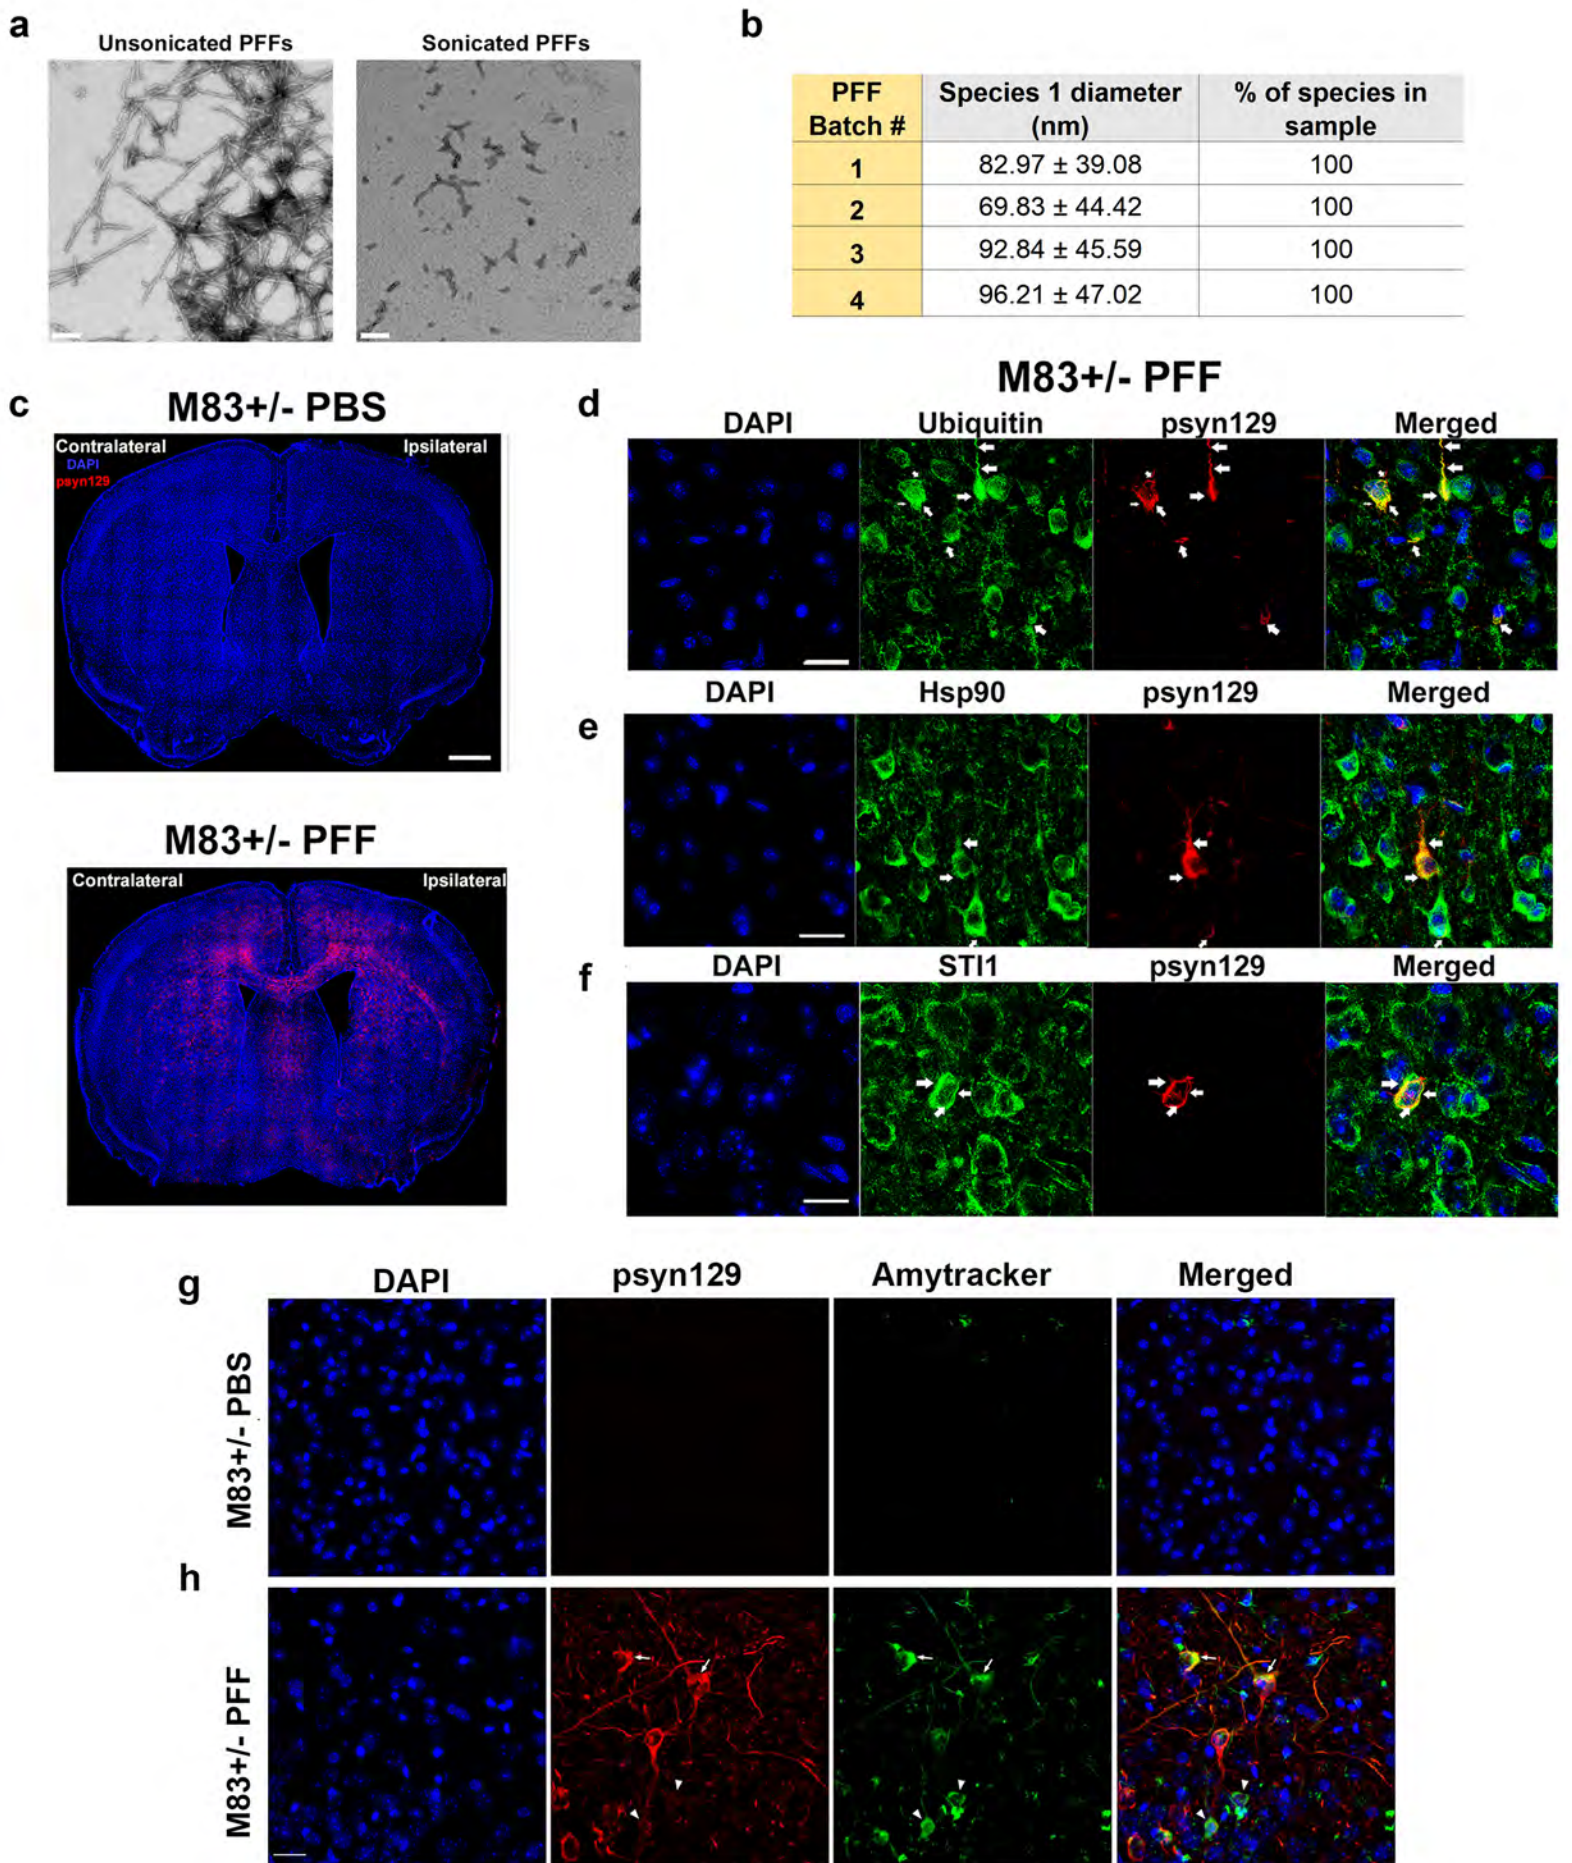 a
Unsonicated PFFs
Sonicated PFFs
b
PFF Batch #
Species 1 diameter (nm)
% of species in sample
1 82.97 ± 39.08 100
2 69.83 ± 44.42 100
3 92.84 ± 45.59 100
4 96.21 ± 47.02 100
c
M83+/- PBS
Contralateral
Ipsilateral
DAPI
psyn129
M83+/- PFF
Contralateral
Ipsilateral
M83+/- PFF
d
DAPI
Ubiquitin
psyn129
Merged
e
DAPI
Hsp90
psyn129
Merged
f
DAPI
STI1
psyn129
Merged
g
DAPI
psyn129
Amytracker
Merged
M83+/- PBS
h
M83+/- PFF